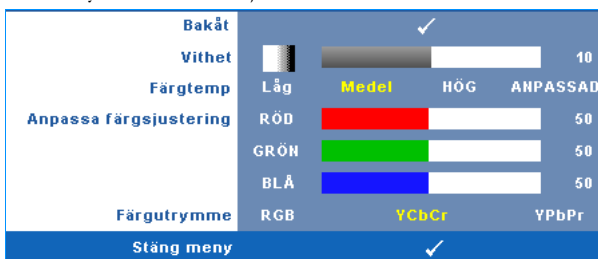 Bakåt
Vithet 10
Färgtemp Låg Medel HÖG ANPASSAD
Anpassa färgsjustering RÖD 50
GRÖN 50
BLÅ 50
Färgutrymme RGB YCbCr YPbPr
Stäng meny